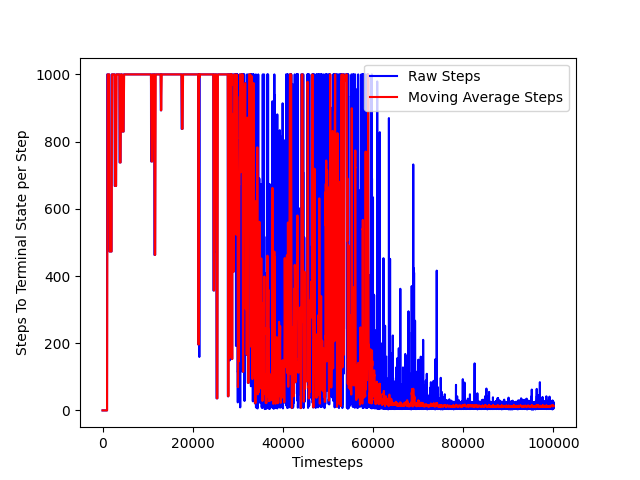 Raw Steps
Moving Average Steps
Steps To Terminal State per Step
1000
800
600
400
200
0
0 20000 40000 60000 80000 100000
Timesteps